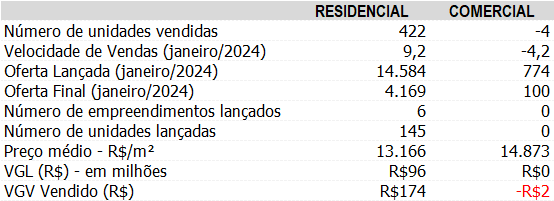 RESIDENCIAL COMERCIAL
Número de unidades vendidas 422 -4
Velocidade de Vendas (janeiro/2024) 9,2 -4,2
Oferta Lançada (janeiro/2024) 14.584 774
Oferta Final (janeiro/2024) 4.169 100
Número de empreendimentos lançados 6 0
Número de unidades lançadas 145 0
Preço médio - R$/m² 13.166 14.873
VGL (R$) - em milhões R$96 R$0
VGV Vendido (R$) R$174 -R$2